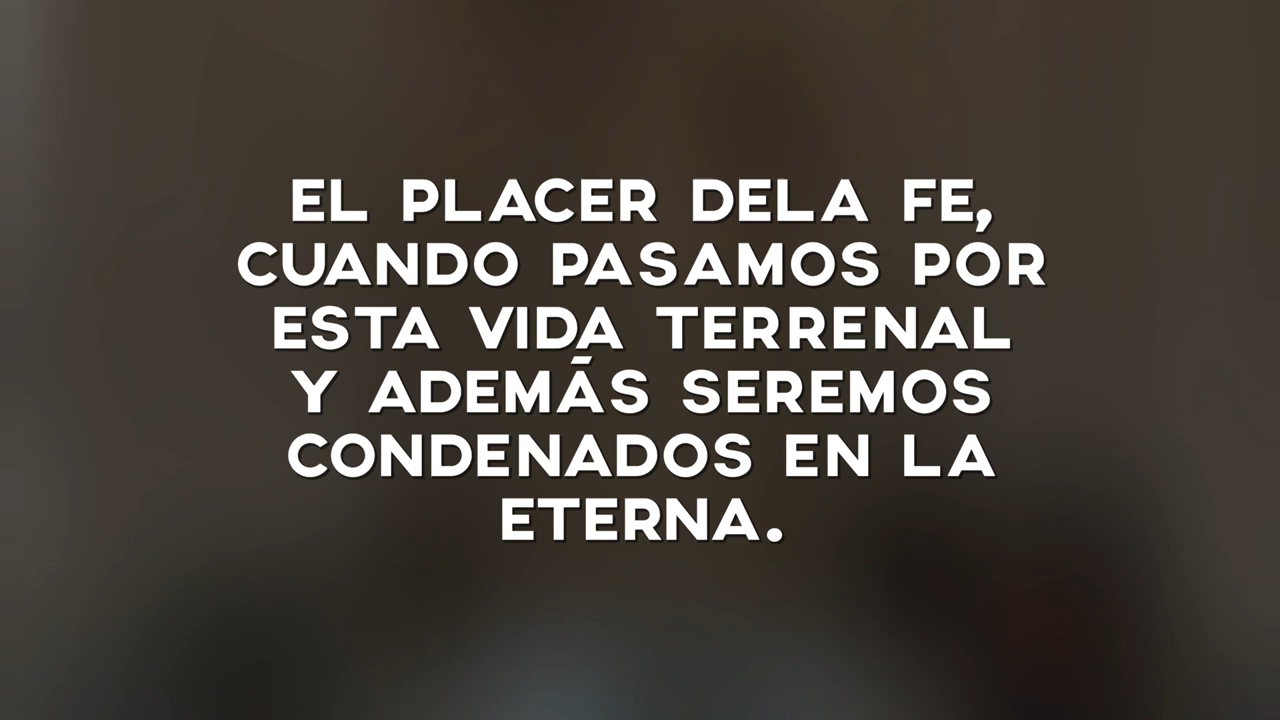 EL PLACER DELA FE,
CUANDO PASAMOS POR
ESTA VIDA TERRENAL
Y ADEMÁS SEREMOS
CONDENADOS EN LA
ETERNA.